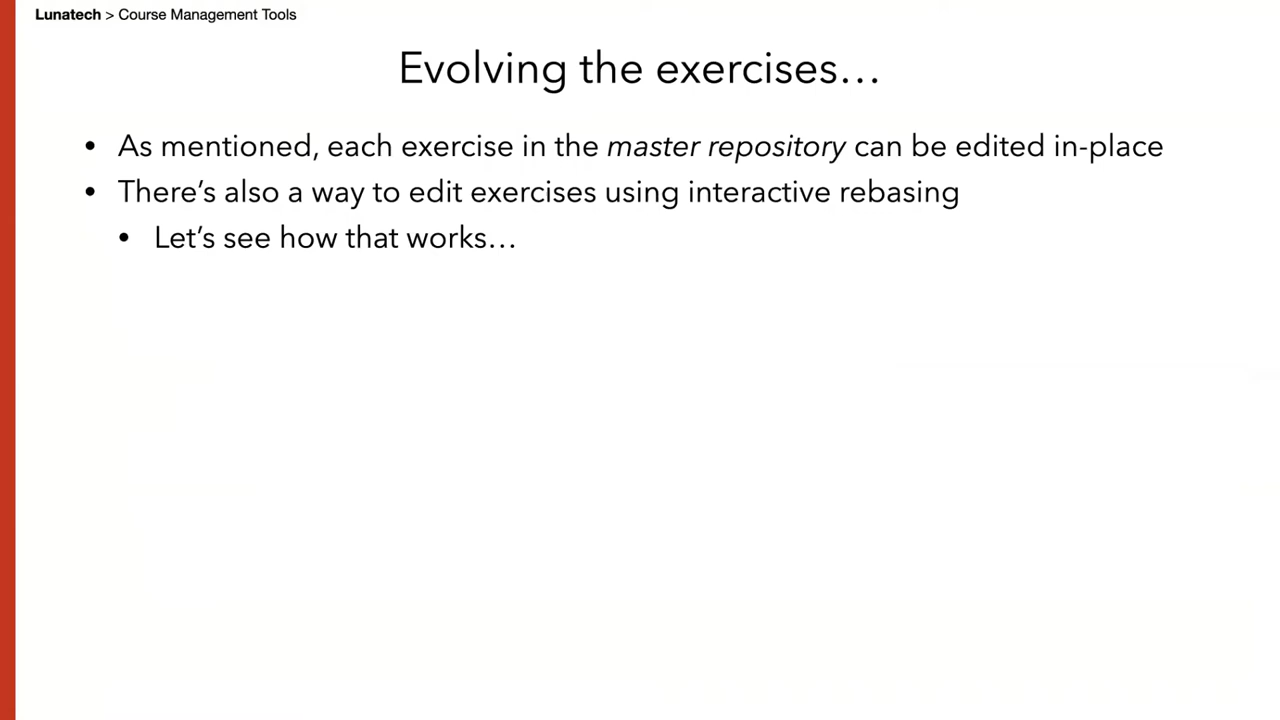 Lunatech > Course Management Tools
Evolving the exercises…
• As mentioned, each exercise in the master repository can be edited in-place
• There’s also a way to edit exercises using interactive rebasing
• Let’s see how that works…